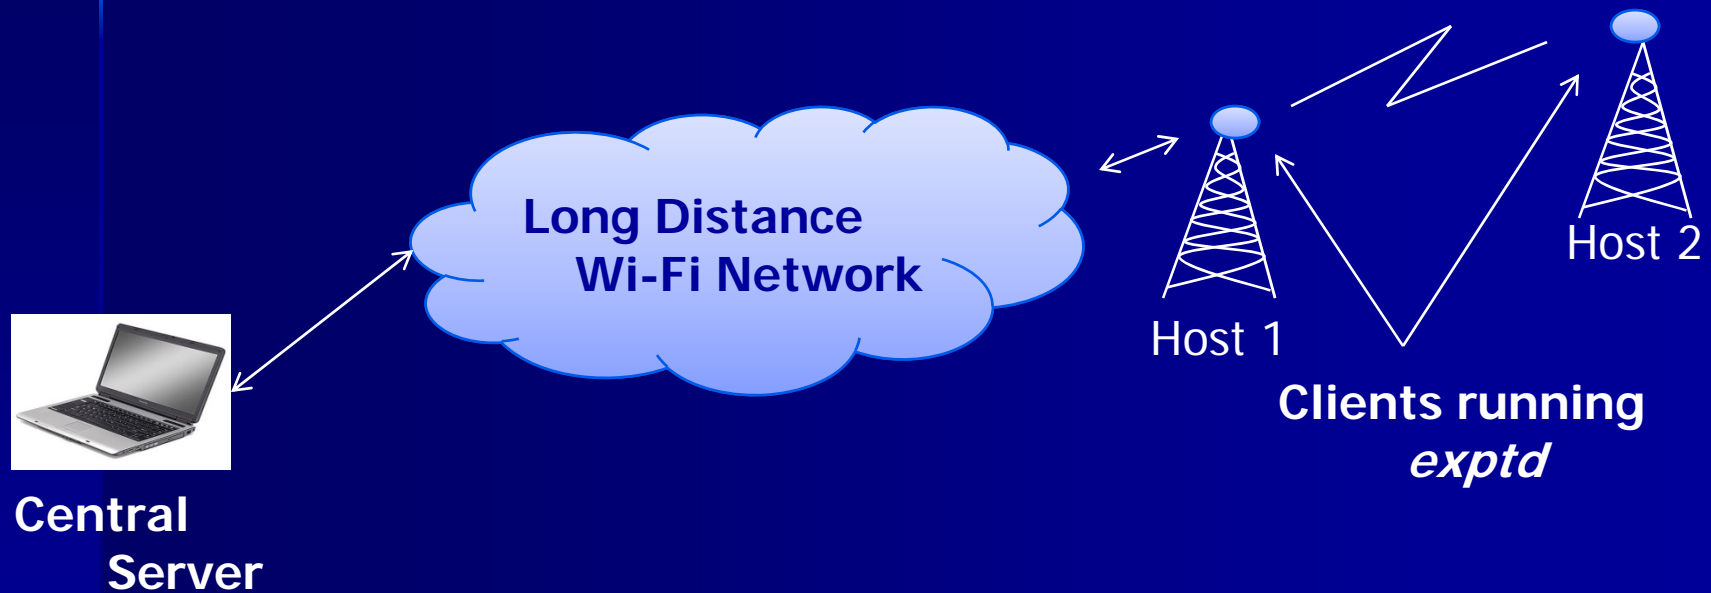 Long Distance
Wi-Fi Network
Host 2
Host 1
Clients running
exptd
Central
Server